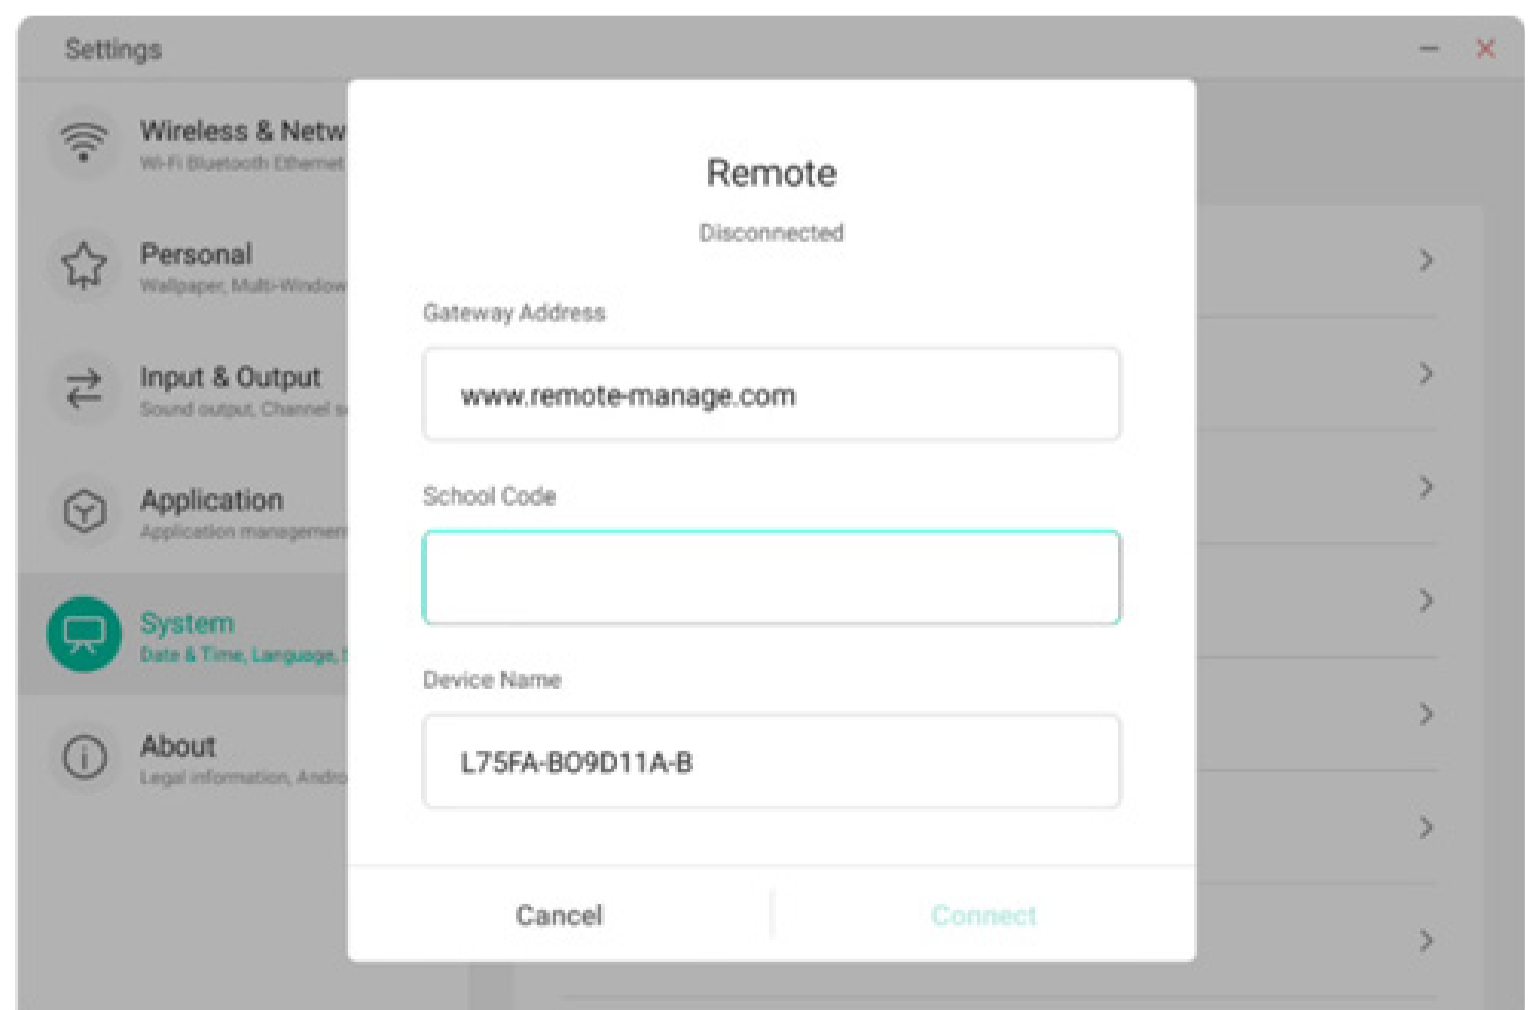 Settings
Wireless & Netw
Wi-Fi Bluetooth Ethernet
Personal
Wallpaper, Multi-Window
Input & Output
Sound output, Channel s
Application
Application managemen
System
Date & Time, Language,
About
Legal information, Andro
Remote
Disconnected
Gateway Address
www.remote-manage.com
School Code
Device Name
L75FA-BO9D11A-B
Cancel
Connect